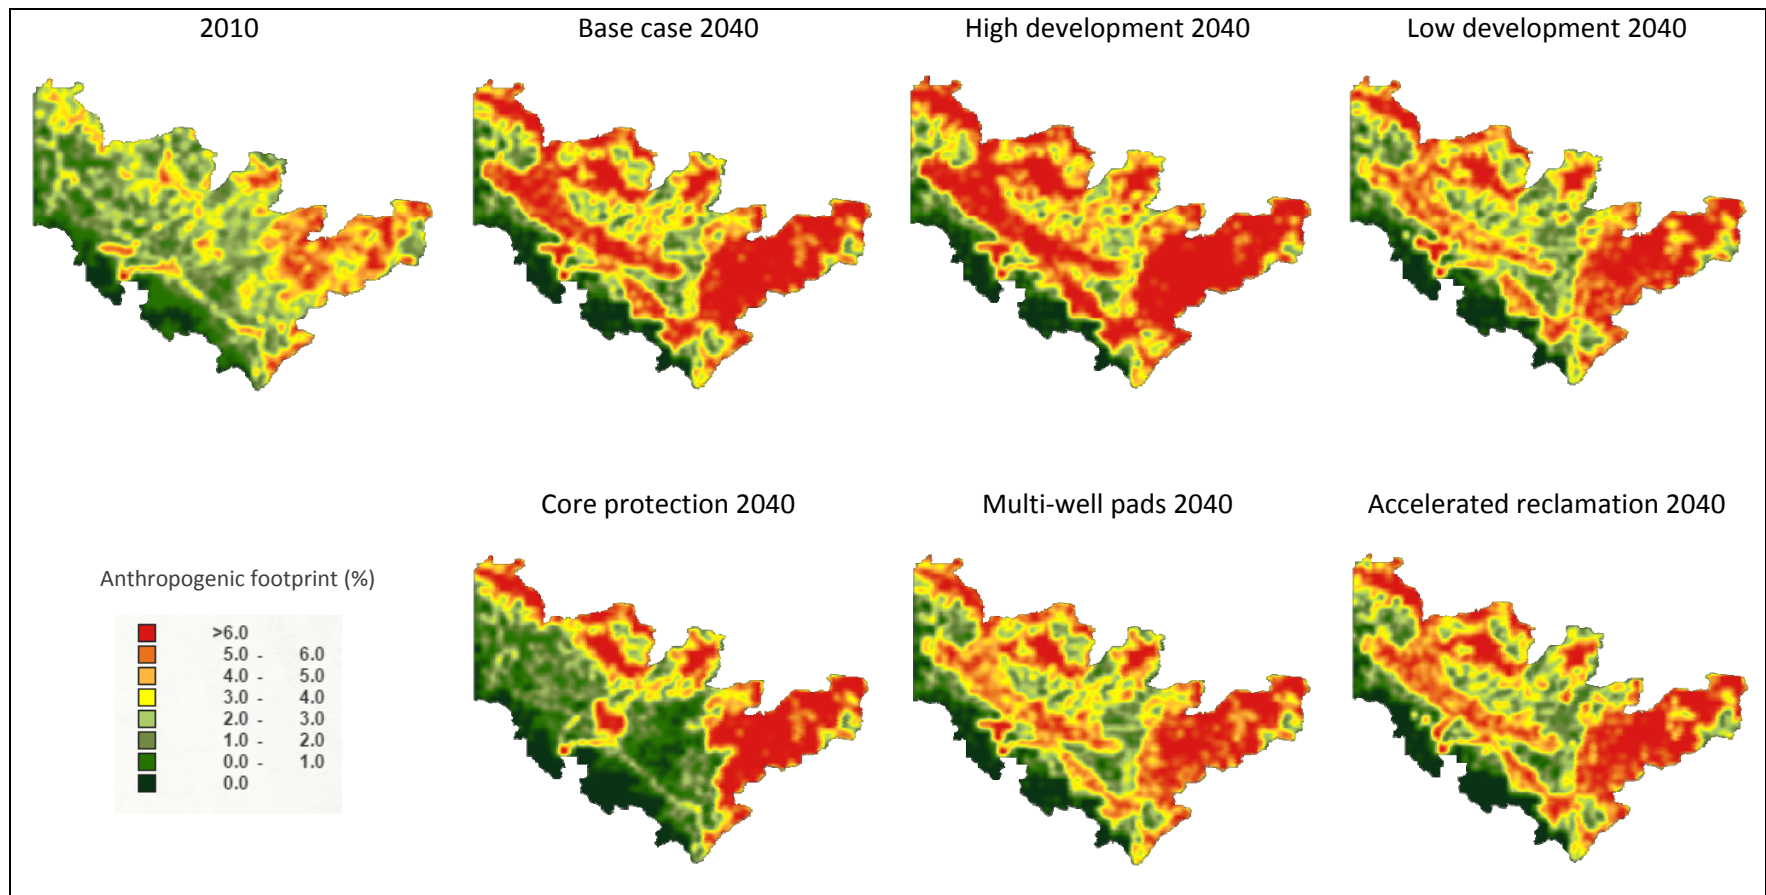 2010
Base case 2040
High development 2040
Low development 2040
Core protection 2040
Multi-well pads 2040
Accelerated reclamation 2040
Anthropogenic footprint (%)
>6.0
5.0 - 6.0
4.0 - 5.0
3.0 - 4.0
2.0 - 3.0
1.0 - 2.0
0.0 - 1.0
0.0